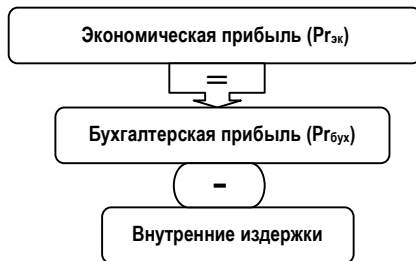 Экономическая прибыль (Prэк)
=
Бухгалтерская прибыль (Prбух)
-
Внутренние издержки